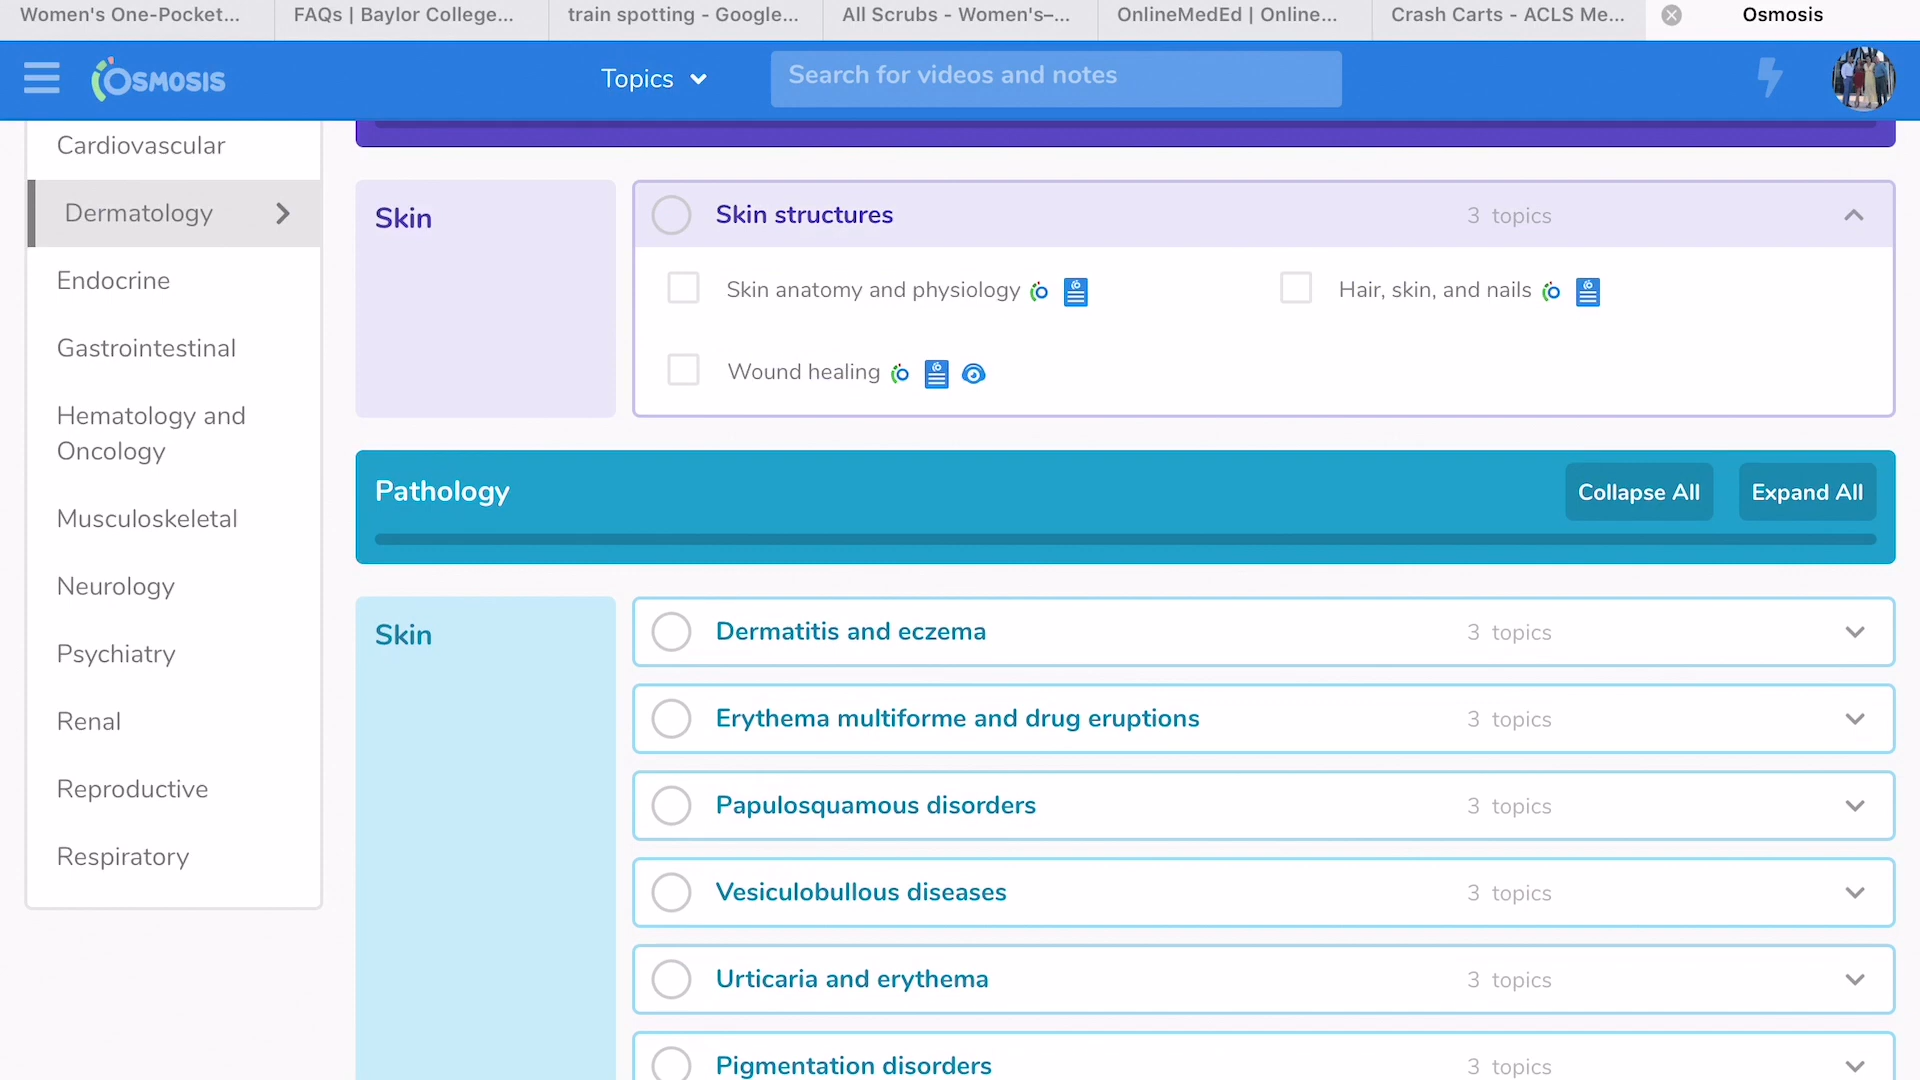 Women's One-Pocket...
FAQs | Baylor College...
train spotting - Google...
All Scrubs - Women's–...
OnlineMedEd | Online...
Crash Carts - ACLS Me...
Osmosis
OSMOSIS
Topics
Search for videos and notes
Cardiovascular
Dermatology
Endocrine
Gastrointestinal
Hematology and
Oncology
Musculoskeletal
Neurology
Psychiatry
Renal
Reproductive
Respiratory
Skin
Skin structures
3 topics
Skin anatomy and physiology
Hair, skin, and nails
Wound healing
Pathology
Collapse All
Expand All
Skin
Dermatitis and eczema
3 topics
Erythema multiforme and drug eruptions
3 topics
Papulosquamous disorders
3 topics
Vesiculobullous diseases
3 topics
Urticaria and erythema
3 topics
Pigmentation disorders
3 topics